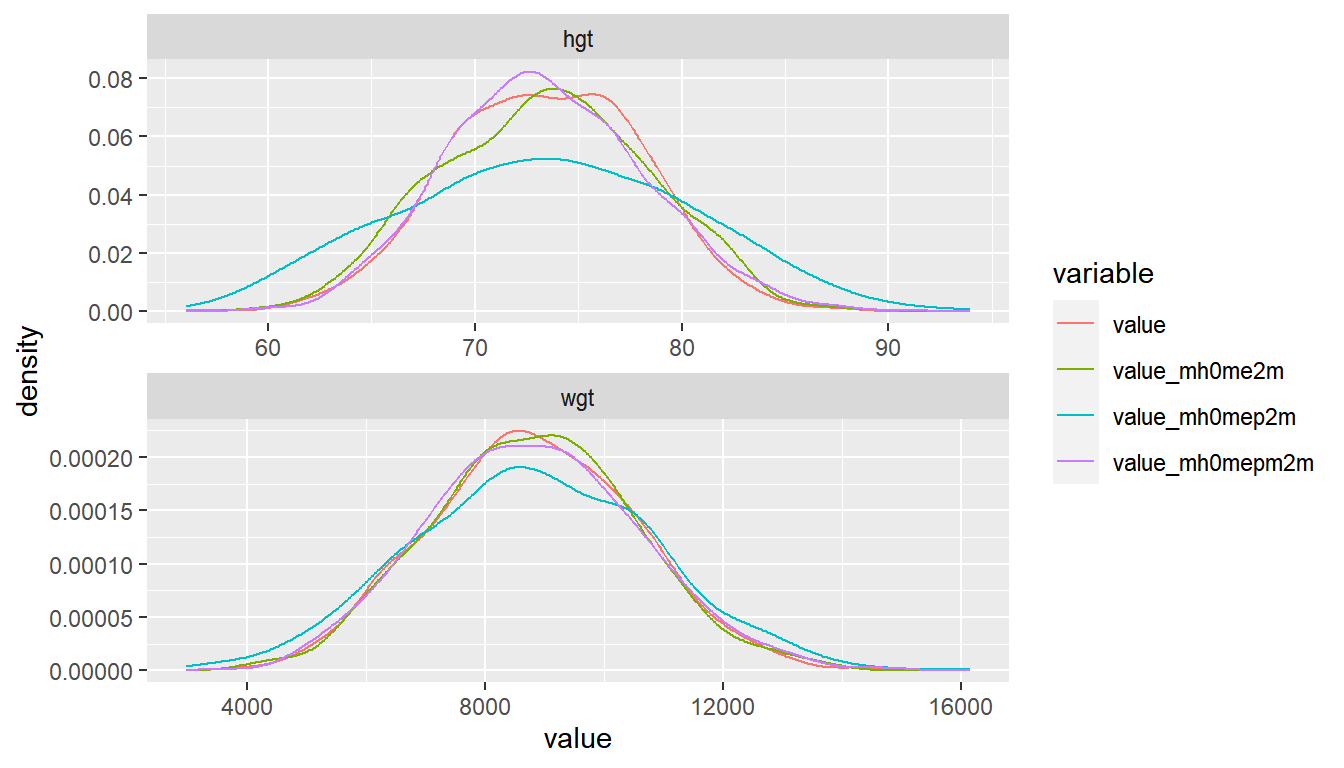 hgt
0.08
0.06
0.04
0.02
0.00
60 70 80 90
wgt
0.00020
0.00015
0.00010
0.00005
0.00000
4000 8000 12000 16000
value
density
variable
value
value_mh0me2m
value_mh0mep2m
value_mh0mepm2m